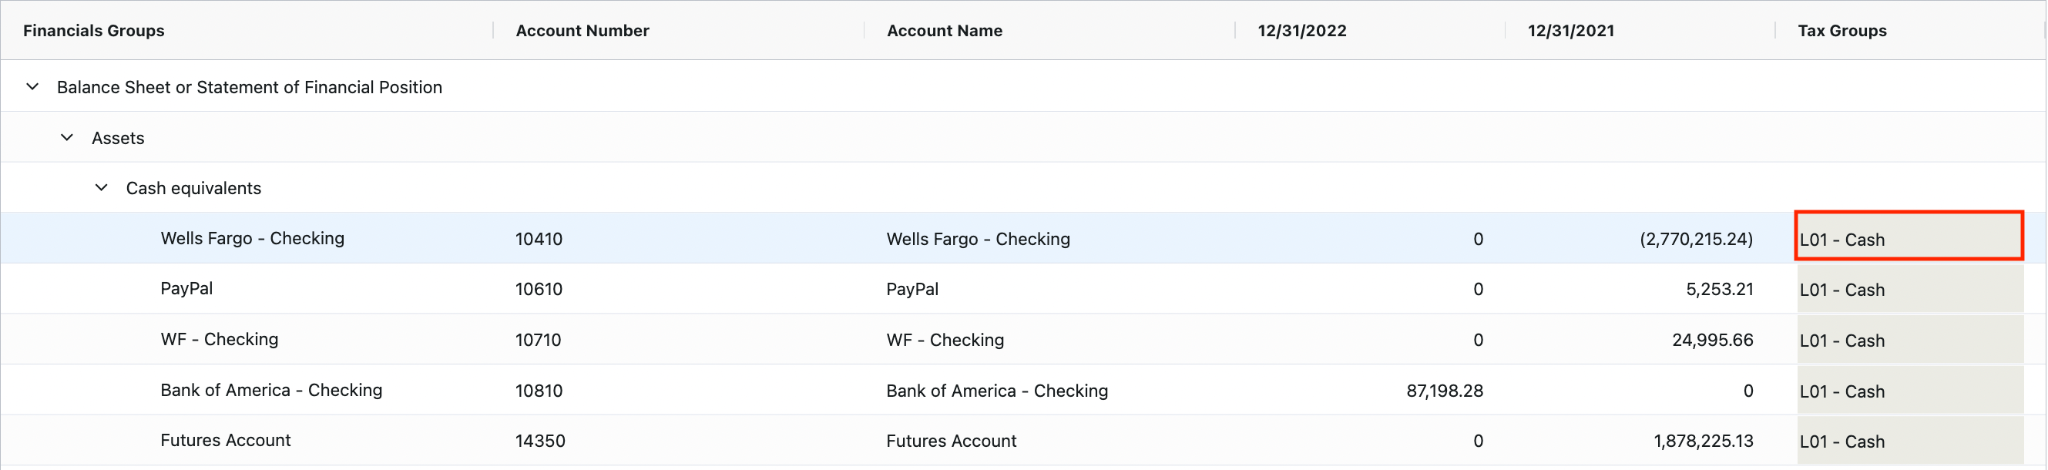 Financials Groups Account Number Account Name 12/31/2022 12/31/2021 Tax Groups
Balance Sheet or Statement of Financial Position
Assets
Cash equivalents
Wells Fargo - Checking 10410 Wells Fargo - Checking 0 (2,770,215.24) L01 - Cash
PayPal 10610 PayPal 0 5,253.21 L01 - Cash
WF - Checking 10710 WF - Checking 0 24,995.66 L01 - Cash
Bank of America - Checking 10810 Bank of America - Checking 87,198.28 0 L01 - Cash
Futures Account 14350 Futures Account 0 1,878,225.13 L01 - Cash